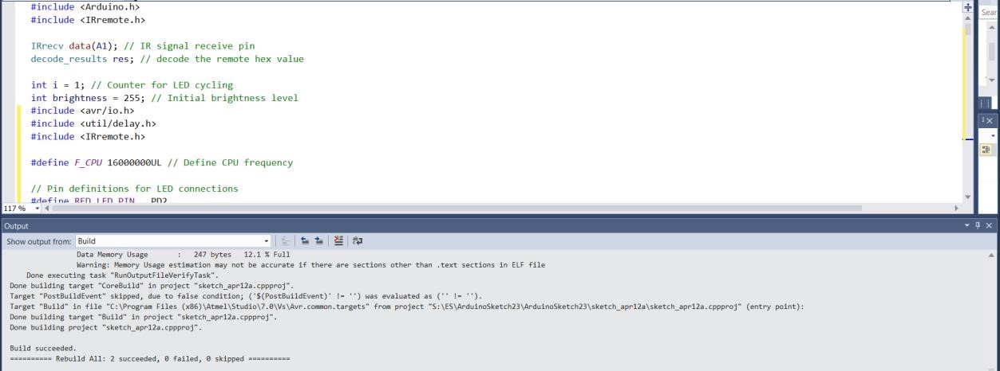 #include <Arduino.h>
#include <IRremote.h>
IRrecv data(A1); // IR signal receive pin
decode_results res; // decode the remote hex value
int i = 1; // Counter for LED cycling
int brightness = 255; // Initial brightness level
#include <avr/io.h>
#include <util/delay.h>
#include <IRremote.h>
#define F_CPU 16000000UL // Define CPU frequency
// Pin definitions for LED connections
#define RED_LED_PIN PD2
117 %
Sear
Output
Show output from: Build
Data Memory Usage : 247 bytes 12.1 % Full
Warning: Memory Usage estimation may not be accurate if there are sections other than .text sections in ELF file
Done executing task "RunOutputFileVerifyTask".
Done building target "CoreBuild" in project "sketch_apr12a.cppproj".
Target "PostBuildEvent" skipped, due to false condition; ('$(PostBuildEvent)' != '') was evaluated as ('' != '').
Target "Build" in file "C:\Program Files (x86)\Atmel\Studio\7.0\Vs\Avr.common.targets" from project "S:\ES\ArduinoSketch23\ArduinoSketch23\sketch_apr12a\sketch_apr12a.cppproj" (entry point):
Done building target "Build" in project "sketch_apr12a.cppproj".
Done building project "sketch_apr12a.cppproj".
Build succeeded.
========== Rebuild All: 2 succeeded, 0 failed, 0 skipped ==========